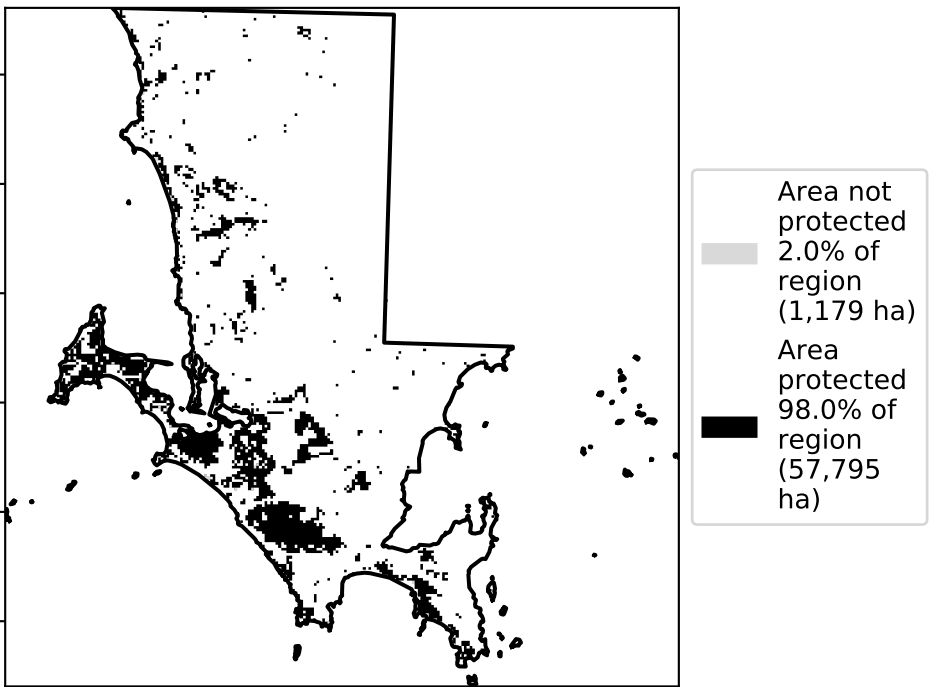 Area not
protected
2.0% of
region
(1,179 ha)
Area
protected
98.0% of
region
(57,795
ha)